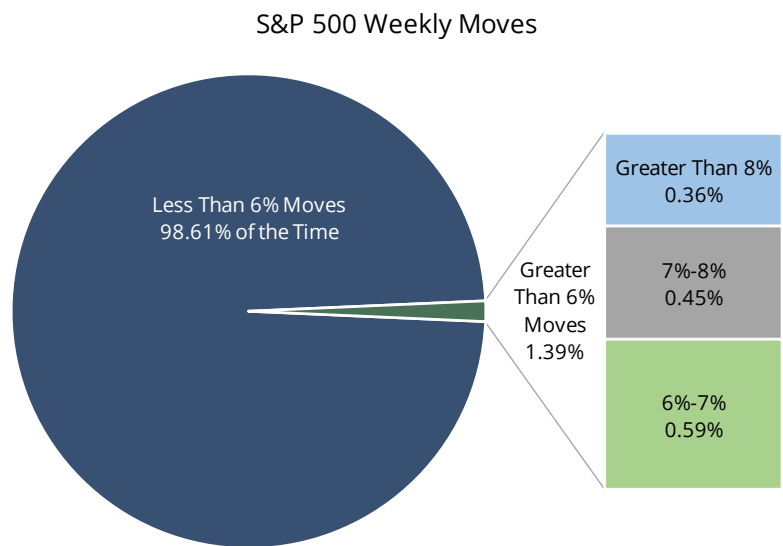 S&P 500 Weekly Moves
Less Than 6% Moves
98.61% of the Time
Greater
Than 6%
Moves
1.39%
Greater Than 8%
0.36%
7%-8%
0.45%
6%-7%
0.59%